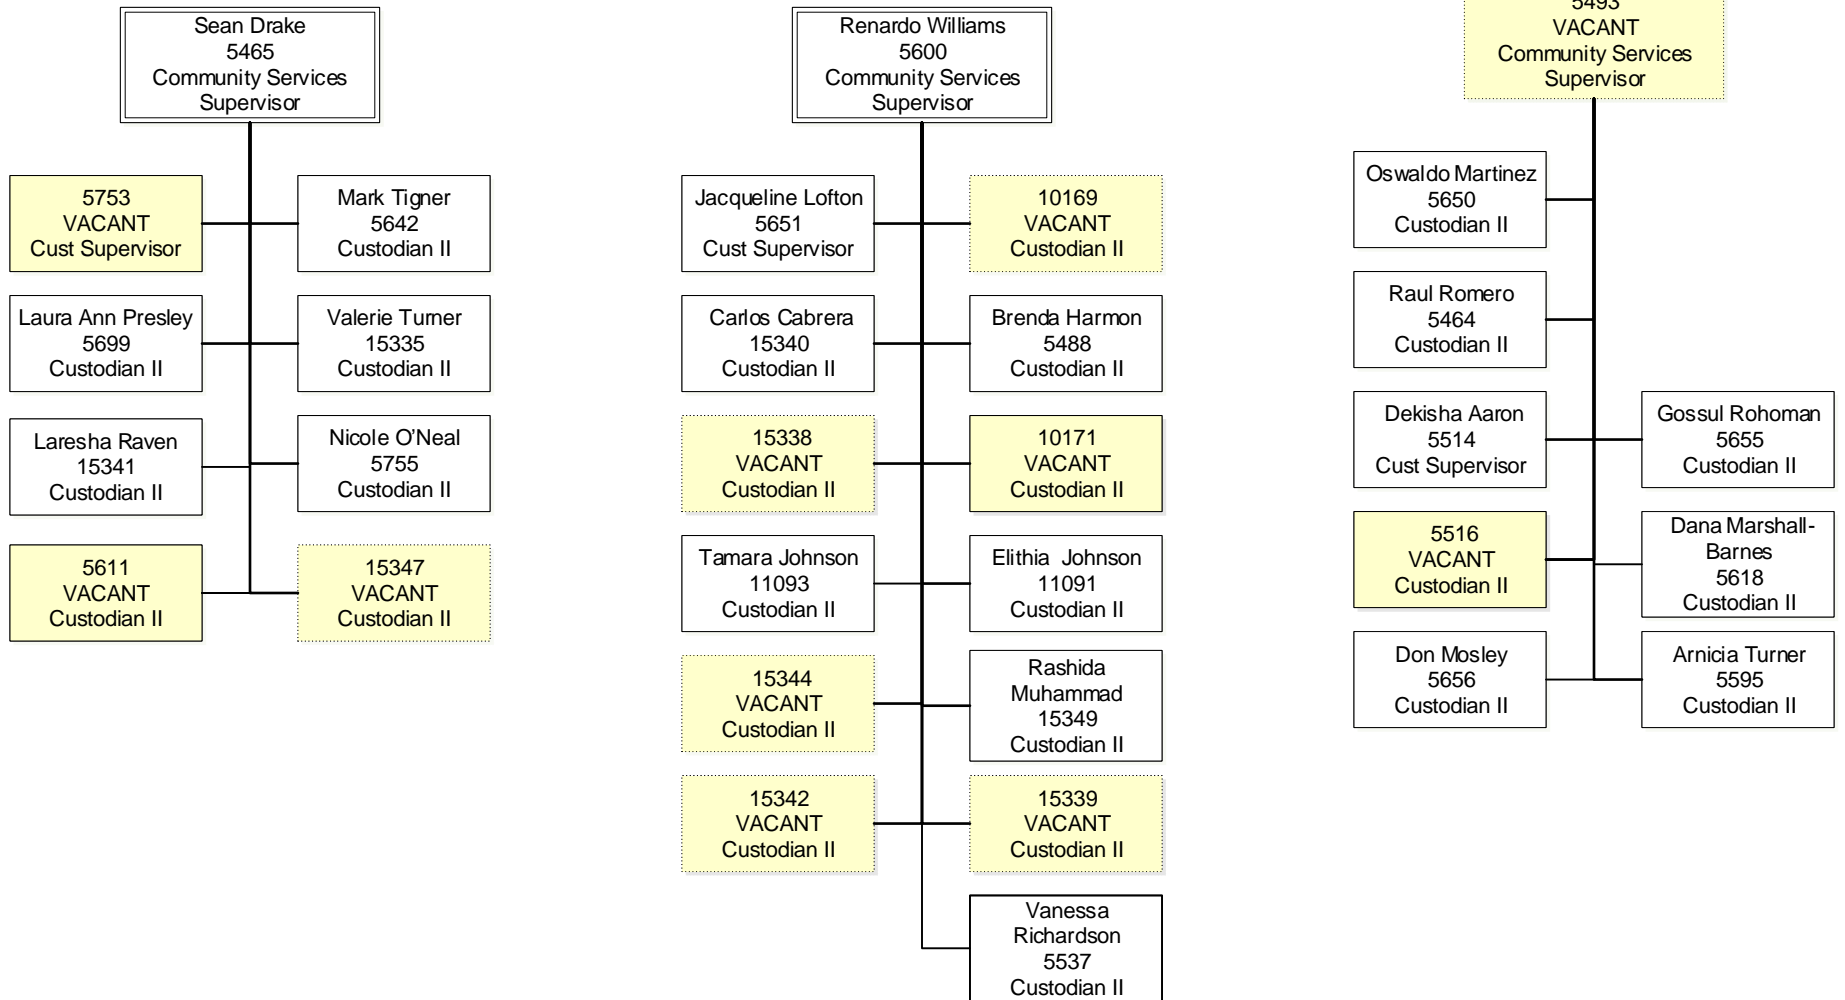 Sean Drake
5465
Community Services
Supervisor
5753
VACANT
Cust Supervisor
Mark Tigner
5642
Custodian II
Laura Ann Presley
5699
Custodian II
Valerie Turner
15335
Custodian II
Laresha Raven
15341
Custodian II
Nicole O’Neal
5755
Custodian II
5611
VACANT
Custodian II
15347
VACANT
Custodian II
Renardo Williams
5600
Community Services
Supervisor
Jacqueline Lofton
5651
Cust Supervisor
10169
VACANT
Custodian II
Carlos Cabrera
15340
Custodian II
Brenda Harmon
5488
Custodian II
15338
VACANT
Custodian II
10171
VACANT
Custodian II
Tamara Johnson
11093
Custodian II
Elithia  Johnson
11091
Custodian II
15344
VACANT
Custodian II
Rashida
Muhammad
15349
Custodian II
15342
VACANT
Custodian II
15339
VACANT
Custodian II
Vanessa
Richardson
5537
Custodian II
5493
VACANT
Community Services
Supervisor
Oswaldo Martinez
5650
Custodian II
Raul Romero
5464
Custodian II
Dekisha Aaron
5514
Cust Supervisor
Gossul Rohoman
5655
Custodian II
5516
VACANT
Custodian II
Dana Marshall-
Barnes
5618
Custodian II
Don Mosley
5656
Custodian II
Arnicia Turner
5595
Custodian II